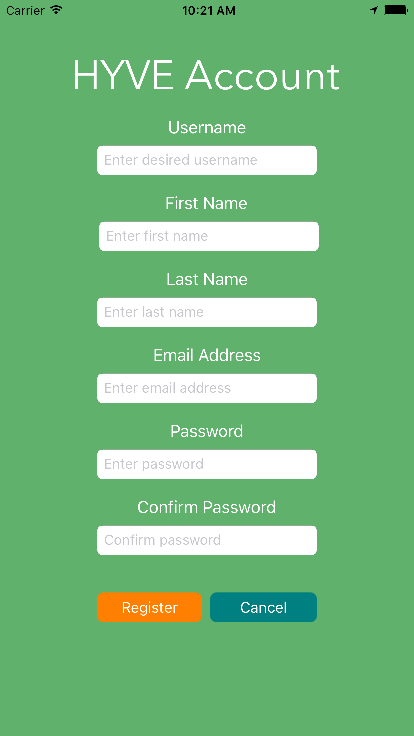 Carrier 10:21 AM
HYVE Account
Username
Enter desired username
First Name
Enter first name
Last Name
Enter last name
Email Address
Enter email address
Password
Enter password
Confirm Password
Confirm password
Register Cancel